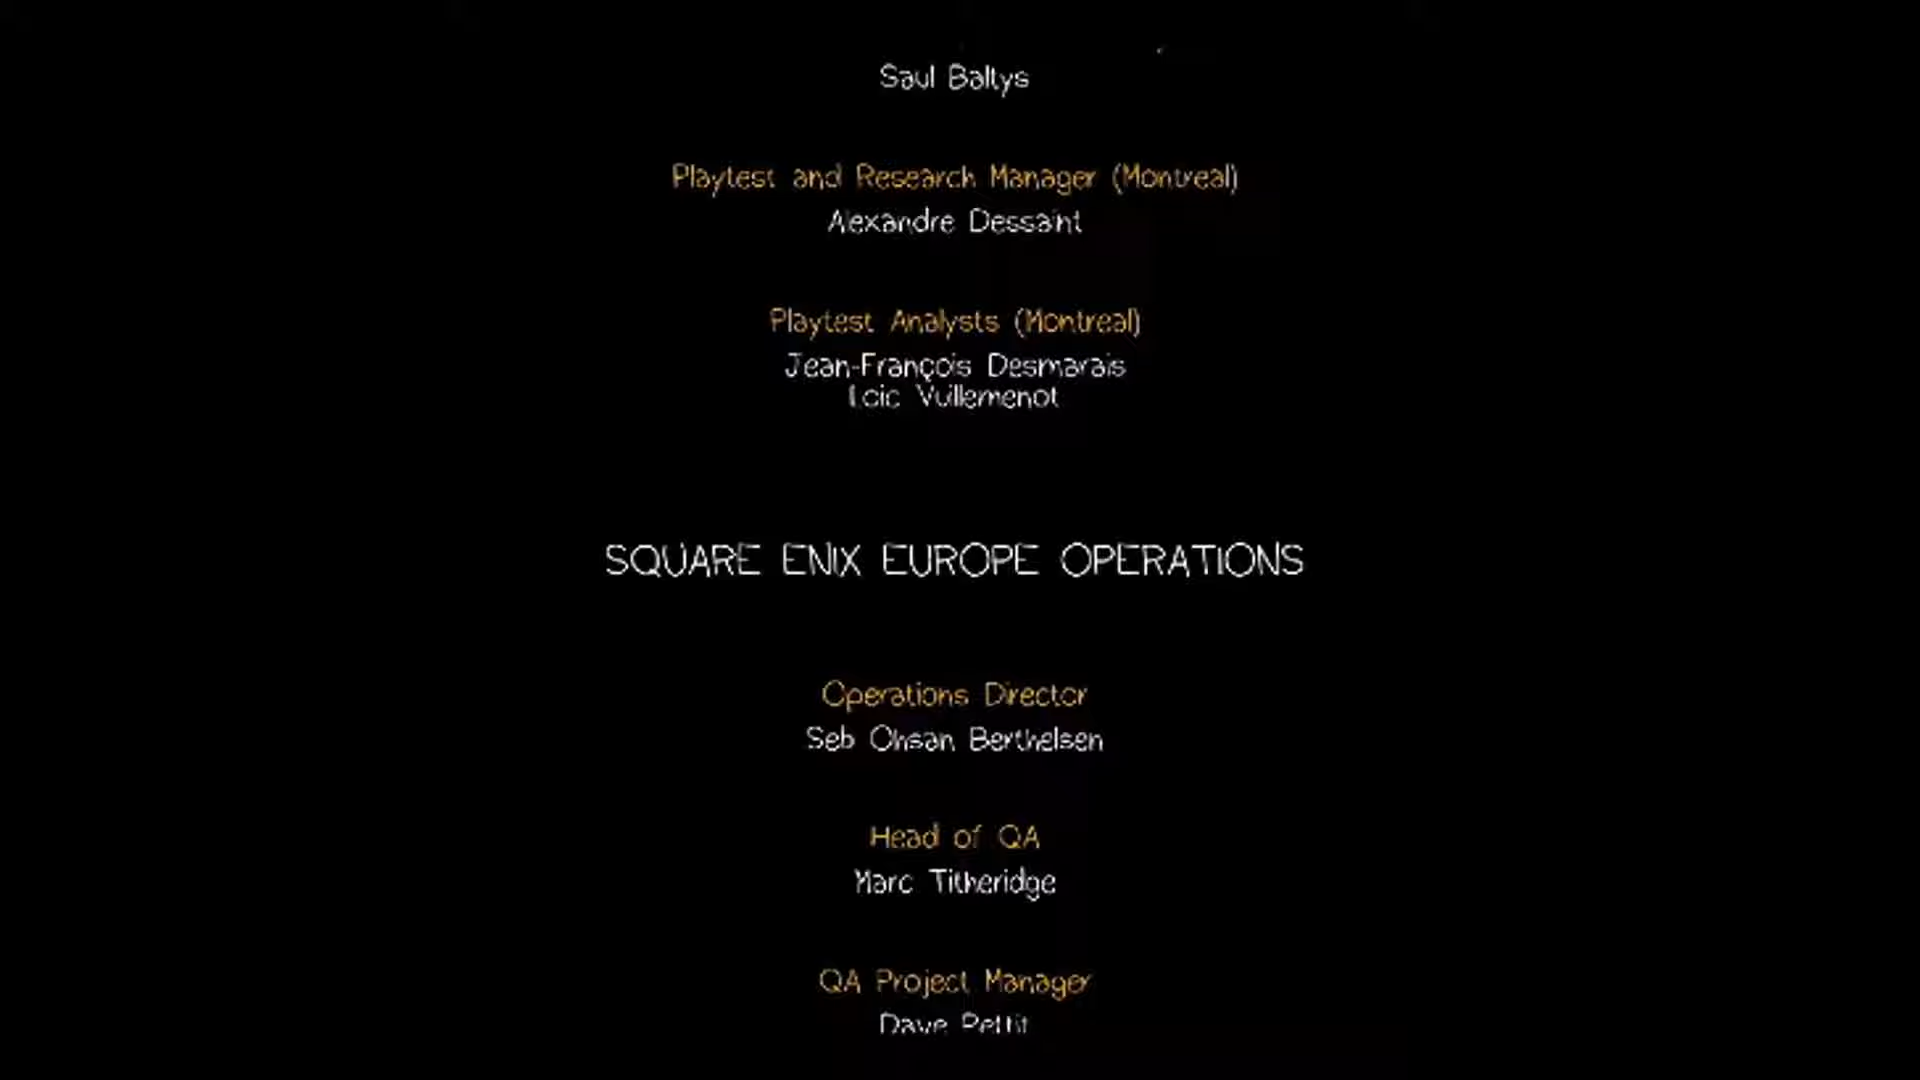 Saul Baltys
Playtest and Research Manager (Montreal)
Alexandre Dessaint
Playtest Analysts (Montreal)
Jean-François Desmarais
Loic Vuillemenot
SQUARE ENIX EUROPE OPERATIONS
Operations Director
Seb Ohsan Berthelsen
Head of QA
Marc Titheridge
QA Project Manager
Dave Pettit